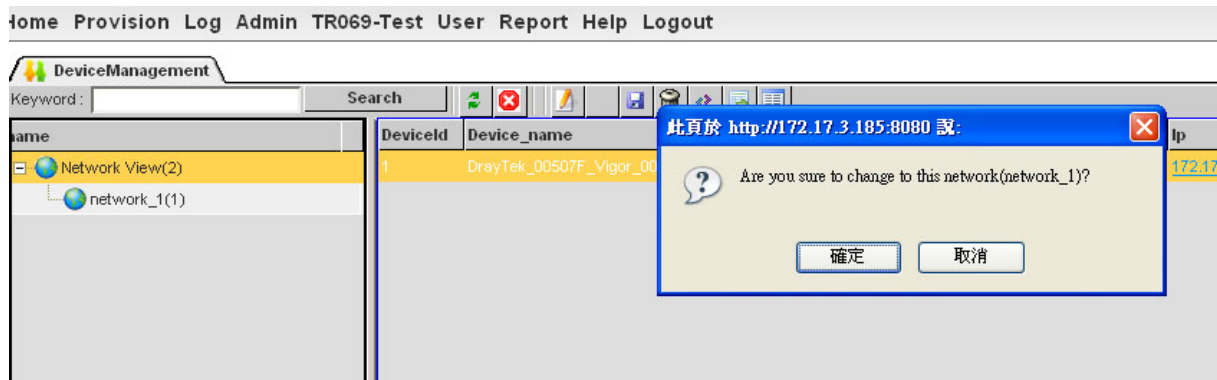 Home Provision Log Admin TR069-Test User Report Help Logout
DeviceManagement
Keyword : Search
name
Network View(2)
network_1(1)
DeviceId Device_name Ip
1 DrayTek_00507F_Vigor_00 172.17
此頁於 http://172.17.3.185:8080 說:
Are you sure to change to this network(network_1)?
確定 取消